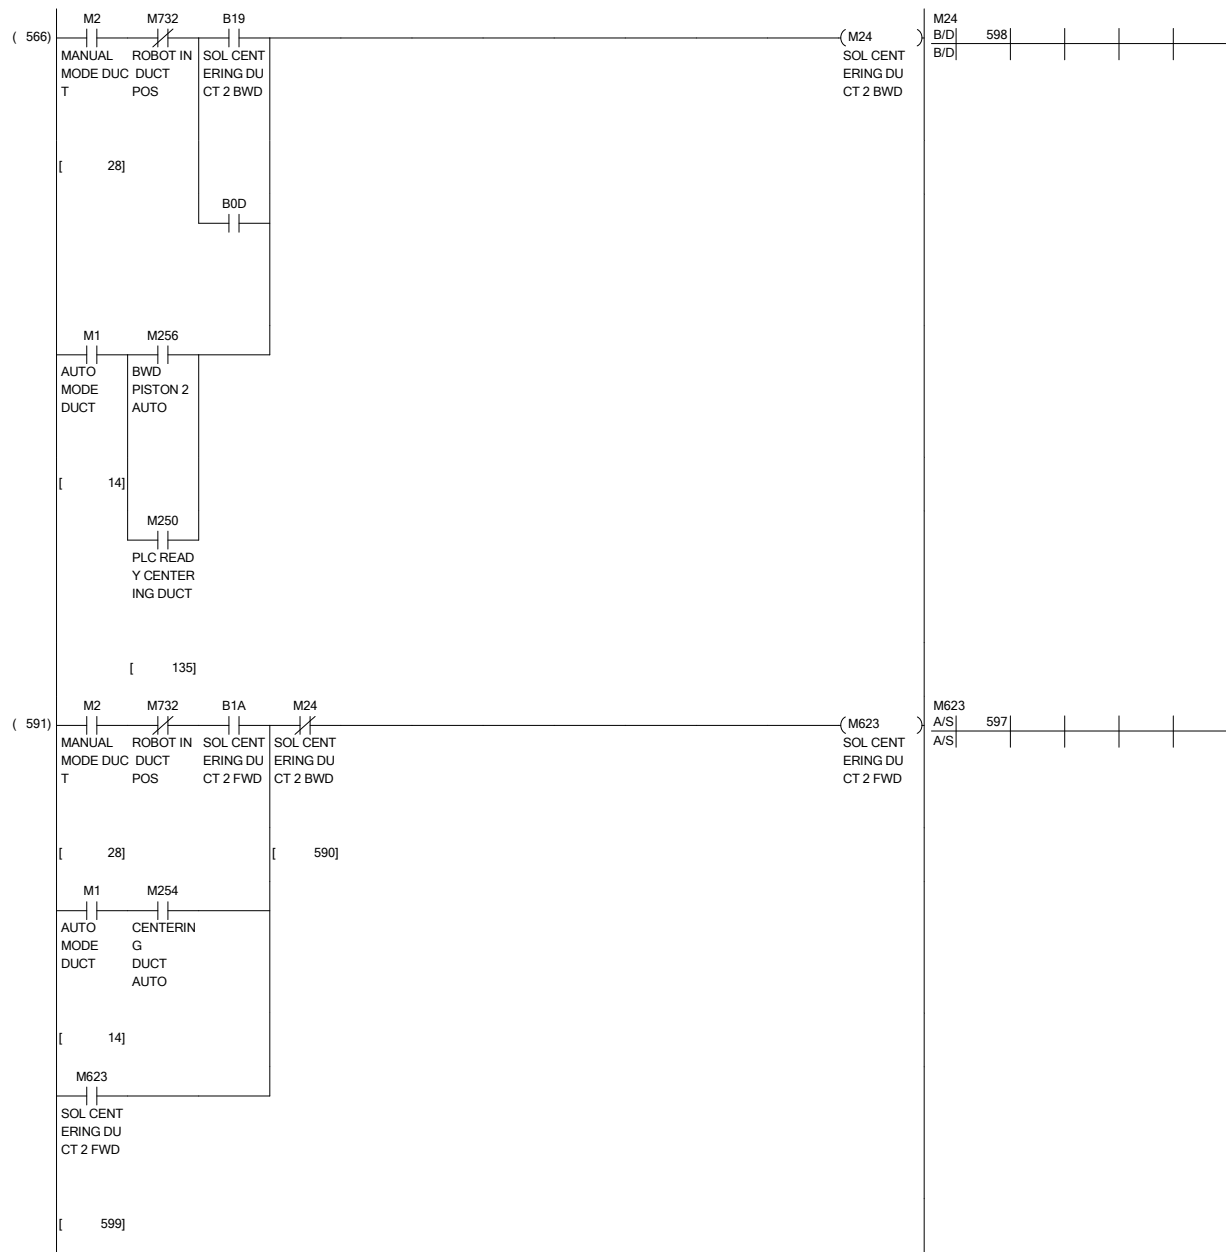 M2 M732 B19 M24
( 566) (M24 ) B/D 598
MANUAL ROBOT IN SOL CENT SOL CENT B/D
MODE DUC DUCT ERING DU ERING DU
T POS CT 2 BWD CT 2 BWD
[ 28]
B0D
M1 M256
AUTO BWD
MODE PISTON 2
DUCT AUTO
[ 14]
M250
PLC READ
Y CENTER
ING DUCT
[ 135]
M2 M732 B1A M24 M623
( 591) (M623 ) A/S 597
MANUAL ROBOT IN SOL CENT SOL CENT SOL CENT A/S
MODE DUC DUCT ERING DU ERING DU ERING DU
T POS CT 2 FWD CT 2 BWD CT 2 FWD
[ 28] [ 590]
M1 M254
AUTO CENTERIN
MODE G
DUCT DUCT
AUTO
[ 14]
M623
SOL CENT
ERING DU
CT 2 FWD
[ 599]